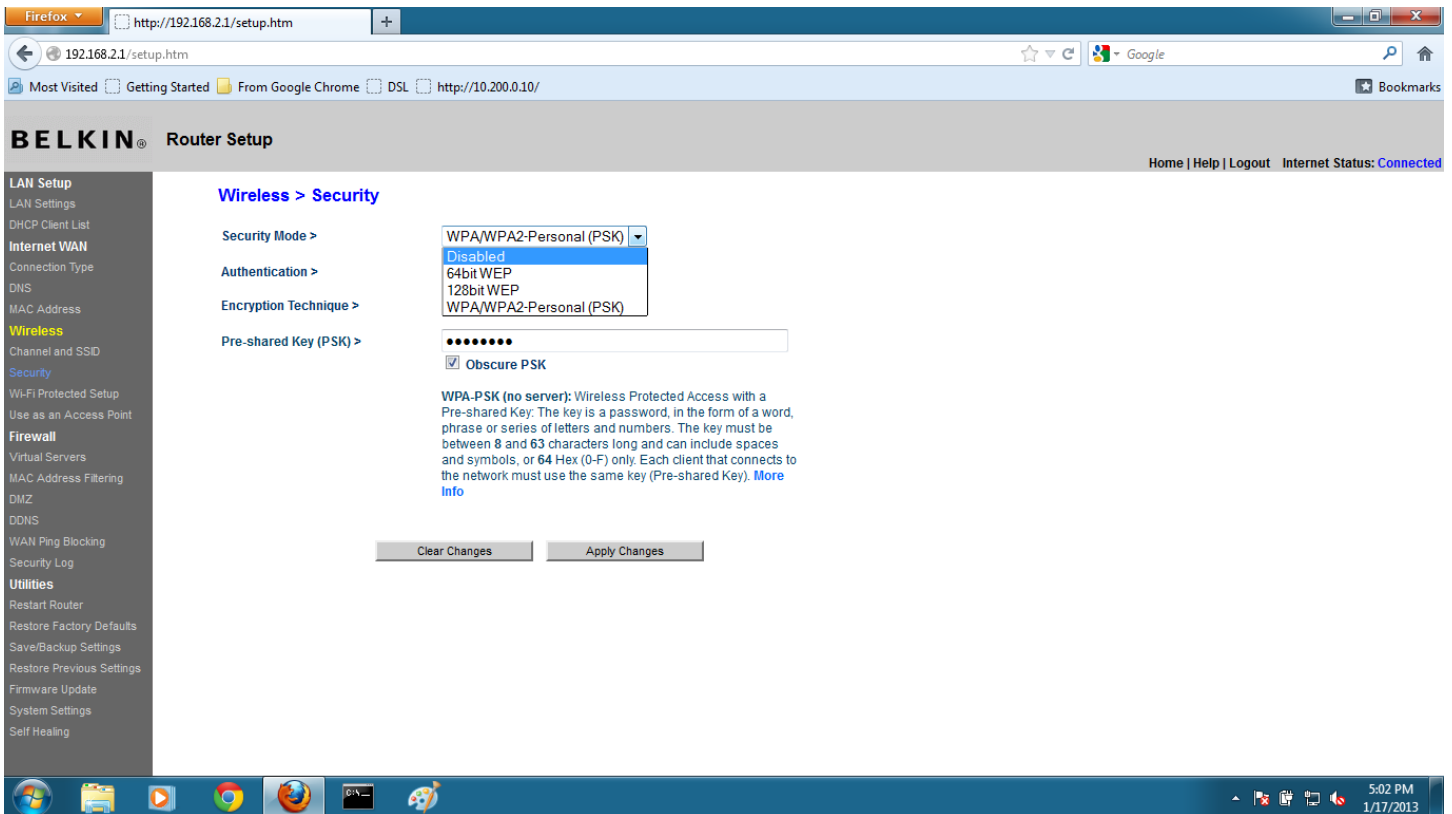 Firefox
http://192.168.2.1/setup.htm
+
192.168.2.1/setup.htm
Google
Most Visited Getting Started From Google Chrome DSL http://10.200.0.10/
Bookmarks
BELKIN® Router Setup
Home | Help | Logout Internet Status: Connected
LAN Setup
LAN Settings
DHCP Client List
Internet WAN
Connection Type
DNS
MAC Address
Wireless
Channel and SSID
Security
Wi-Fi Protected Setup
Use as an Access Point
Firewall
Virtual Servers
MAC Address Filtering
DMZ
DDNS
WAN Ping Blocking
Security Log
Utilities
Restart Router
Restore Factory Defaults
Save/Backup Settings
Restore Previous Settings
Firmware Update
System Settings
Self Healing
Wireless > Security
Security Mode > WPA/WPA2-Personal (PSK)
Disabled
64bit WEP
128bit WEP
WPA/WPA2-Personal (PSK)
Authentication >
Encryption Technique >
Pre-shared Key (PSK) > ••••••••
Obscure PSK
WPA-PSK (no server): Wireless Protected Access with a
Pre-shared Key: The key is a password, in the form of a word,
phrase or series of letters and numbers. The key must be
between 8 and 63 characters long and can include spaces
and symbols, or 64 Hex (0-F) only. Each client that connects to
the network must use the same key (Pre-shared Key). More
Info
Clear Changes Apply Changes
C:\_
5:02 PM
1/17/2013